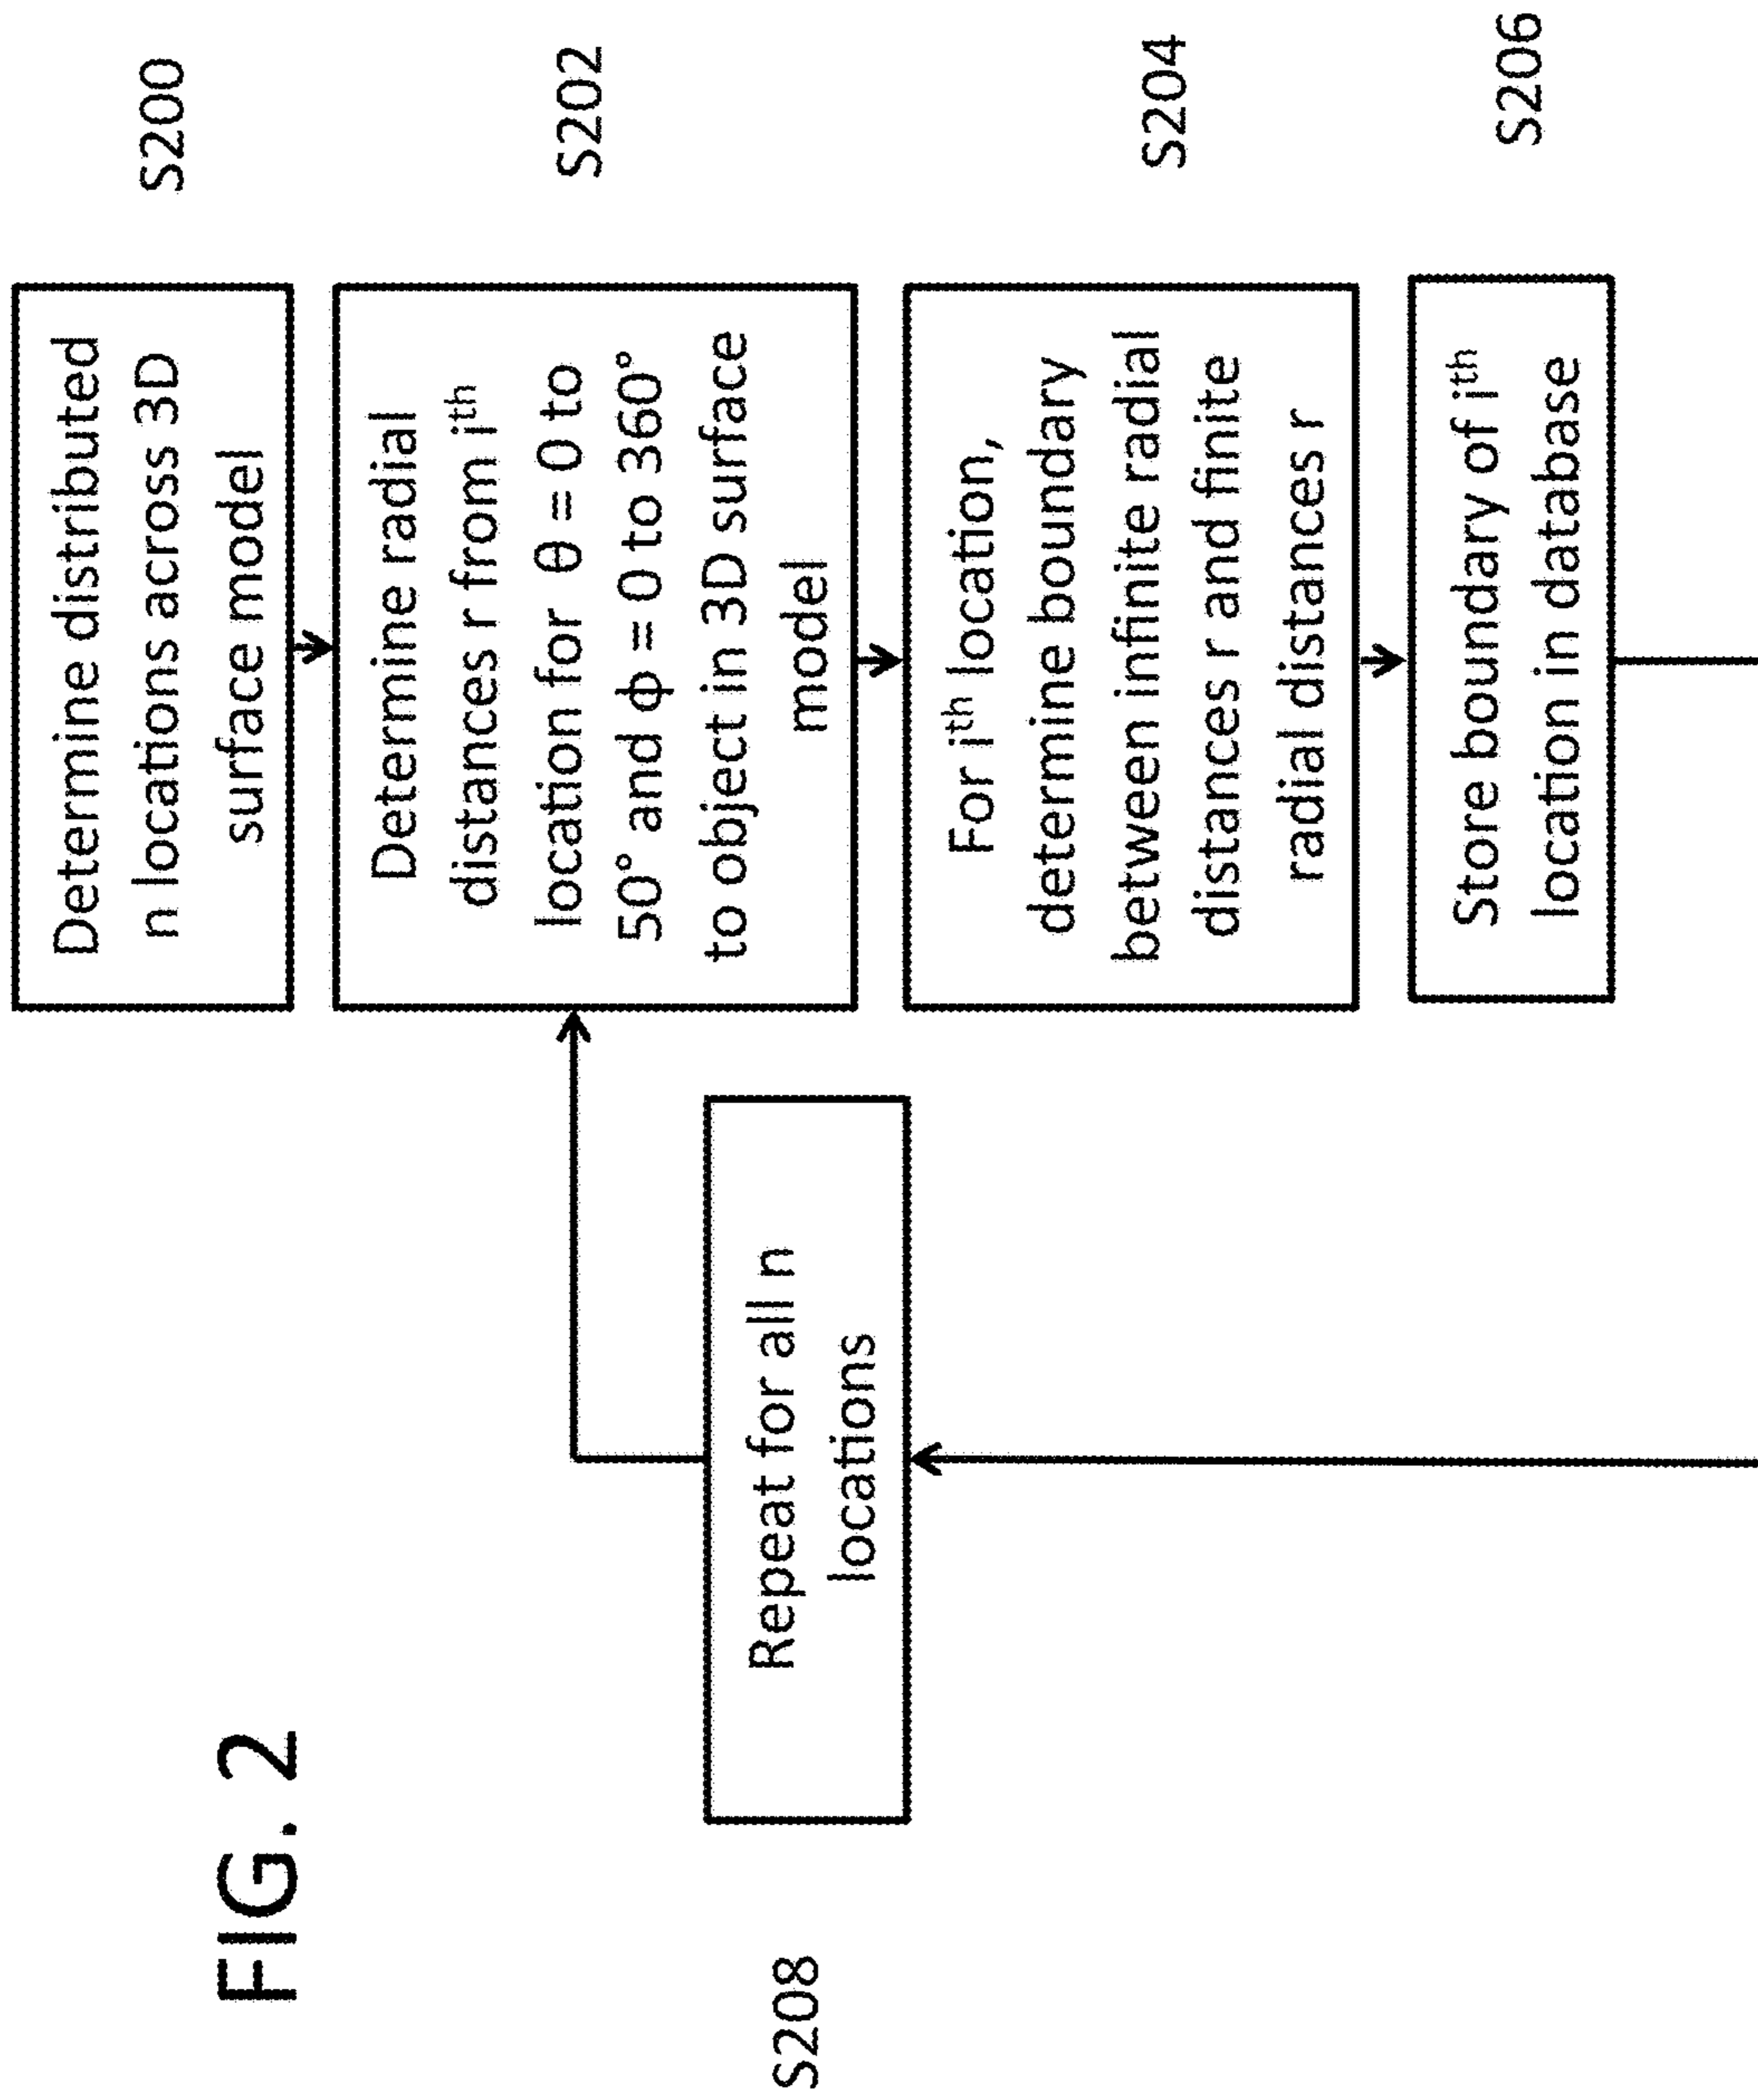 FIG. 2
Determine distributed
n locations across 3D
surface model
S200
Determine radial
distances r from iᵗʰ
location for θ = 0 to
50° and ϕ = 0 to 360°
to object in 3D surface
model
S202
For iᵗʰ location,
determine boundary
between infinite radial
distances r and finite
radial distances r
S204
Store boundary of iᵗʰ
location in database
S206
S208
Repeat for all n
locations